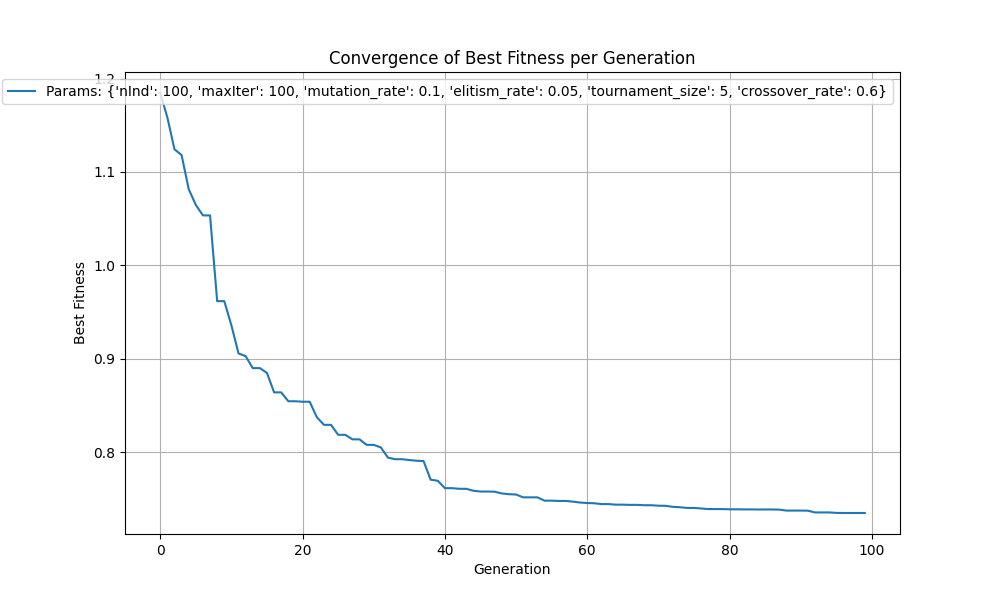 Convergence of Best Fitness per Generation
1.2
Params: {'nInd': 100, 'maxIter': 100, 'mutation_rate': 0.1, 'elitism_rate': 0.05, 'tournament_size': 5, 'crossover_rate': 0.6}
1.1
1.0
0.9
0.8
Best Fitness
0 20 40 60 80 100
Generation